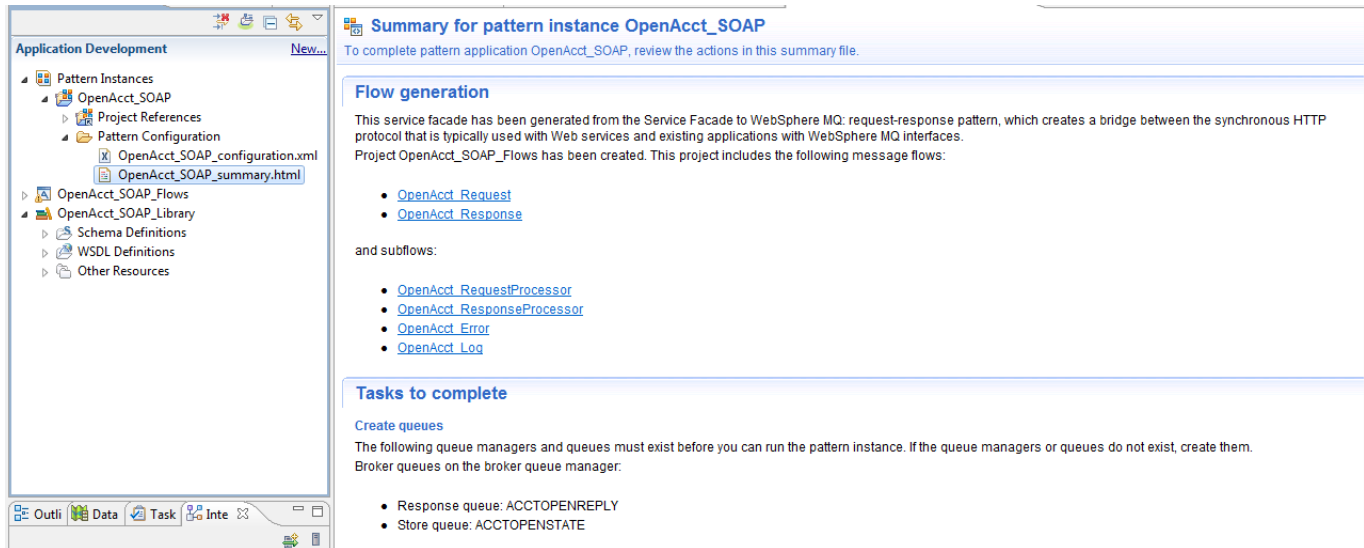 Application Development
New...
Pattern Instances
OpenAcct_SOAP
Project References
Pattern Configuration
OpenAcct_SOAP_configuration.xml
OpenAcct_SOAP_summary.html
OpenAcct_SOAP_Flows
OpenAcct_SOAP_Library
Schema Definitions
WSDL Definitions
Other Resources
Outli
Data
Task
Inte
Summary for pattern instance OpenAcct_SOAP
To complete pattern application OpenAcct_SOAP, review the actions in this summary file.
Flow generation
This service facade has been generated from the Service Facade to WebSphere MQ: request-response pattern, which creates a bridge between the synchronous HTTP
protocol that is typically used with Web services and existing applications with WebSphere MQ interfaces.
Project OpenAcct_SOAP_Flows has been created. This project includes the following message flows:
• OpenAcct_Request
• OpenAcct_Response
and subflows:
• OpenAcct_RequestProcessor
• OpenAcct_ResponseProcessor
• OpenAcct_Error
• OpenAcct_Log
Tasks to complete
Create queues
The following queue managers and queues must exist before you can run the pattern instance. If the queue managers or queues do not exist, create them.
Broker queues on the broker queue manager:
• Response queue: ACCTOPENREPLY
• Store queue: ACCTOPENSTATE